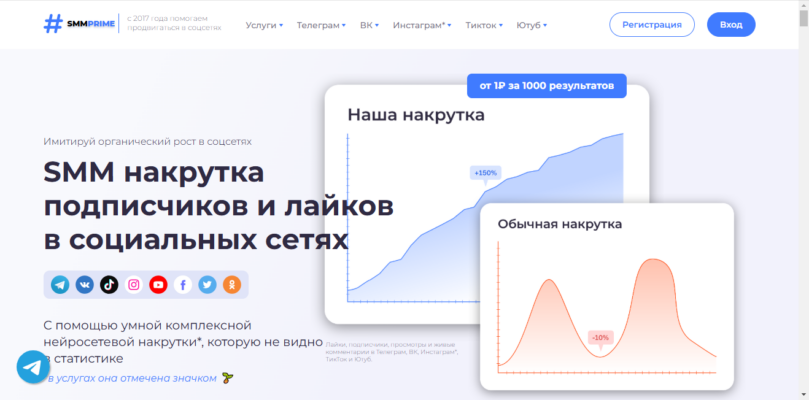 SMMPRIME
с 2017 года помогаем
продвигаться в соцсетях
Услуги
Телеграм
ВК
Инстаграм*
Тикток
Ютуб
Регистрация
Вход
от 1₽ за 1000 результатов
Наша накрутка
+150%
Имитируй органический рост в соцсетях
SMM накрутка
подписчиков и лайков
в социальных сетях
Обычная накрутка
-10%
С помощью умной комплексной
нейросетевой накрутки*, которую не видно
в статистике
в услугах она отмечена значком
Лайки, подписчики, просмотры и живые
комментарии в Телеграм, ВК, Инстаграм*,
ТикТок и Ютуб.